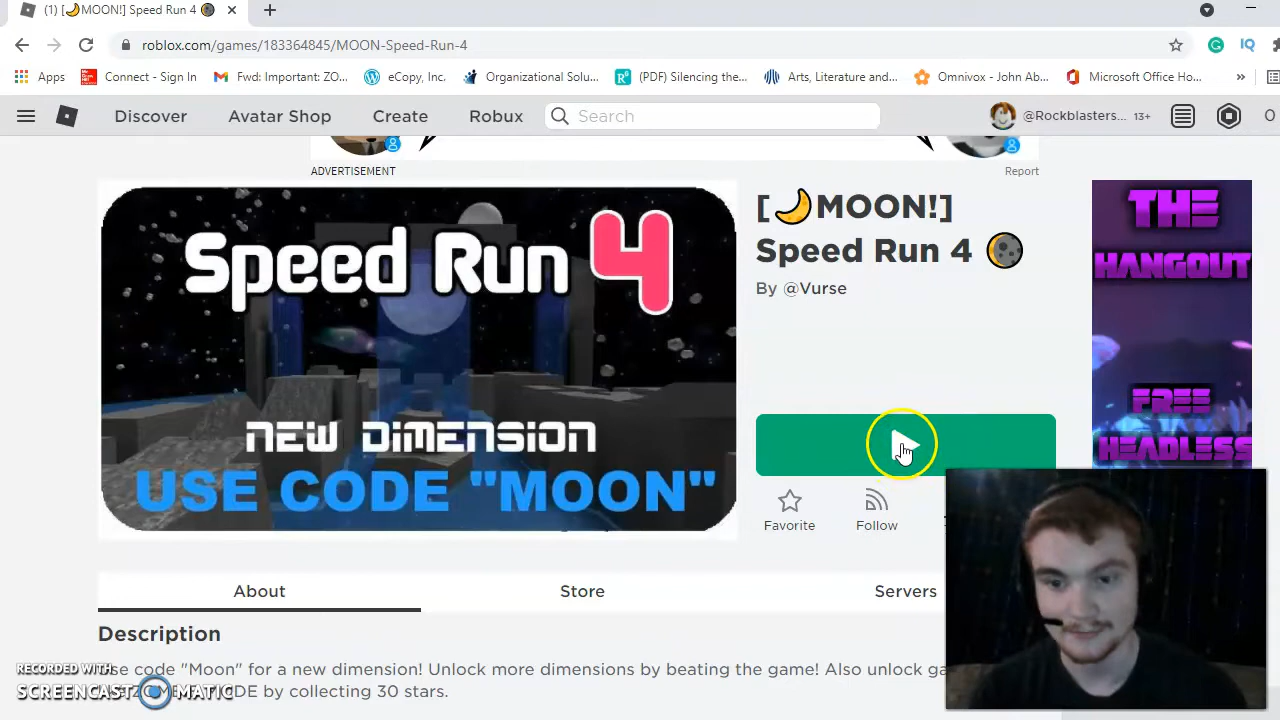 (1) [🌙MOON!] Speed Run 4 🌘
roblox.com/games/183364845/MOON-Speed-Run-4
Apps Connect - Sign In Fwd: Important: ZO... eCopy, Inc. Organizational Solu... (PDF) Silencing the... Arts, Literature and... Omnivox - John Ab... Microsoft Office Ho... »
Discover Avatar Shop Create Robux Search @Rockblasters... 13+ 0
ADVERTISEMENT Report
Speed Run 4
NEW DIMENSION
USE CODE "MOON"
[🌙MOON!]
Speed Run 4 🌘
By @Vurse
Favorite Follow
THE
HANGOUT
FREE
HEADLESS
About Store Servers
Description
se code "Moon" for a new dimension! Unlock more dimensions by beating the game! Also unlock ga
DE by collecting 30 stars.
RECORDED WITH
SCREENCAST MATIC